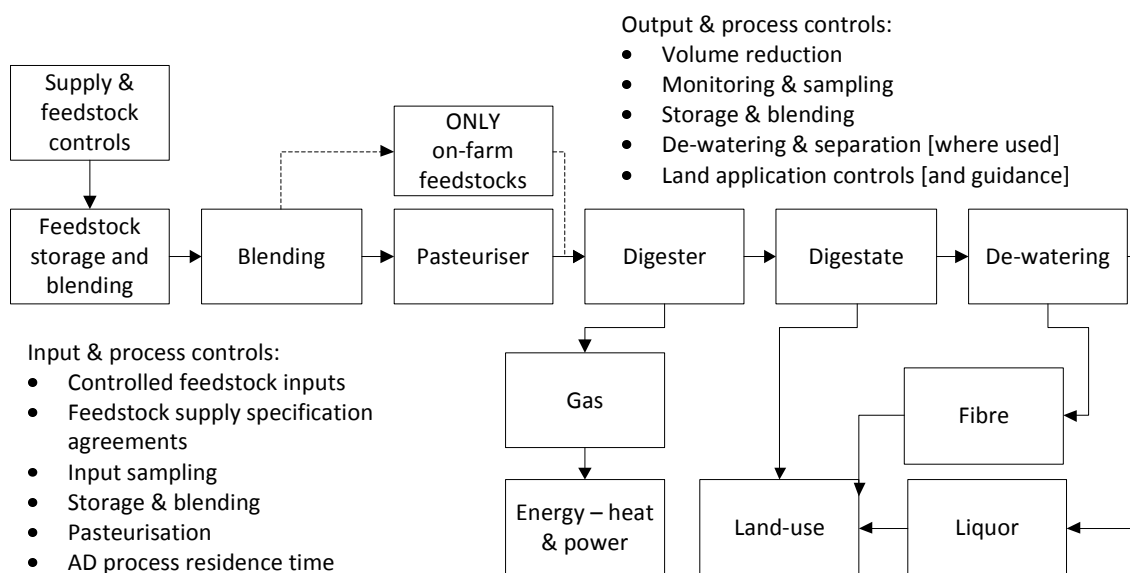 Output & process controls:
• Volume reduction
• Monitoring & sampling
• Storage & blending
• De-watering & separation [where used]
• Land application controls [and guidance]
Supply &
feedstock
controls
ONLY
on-farm
feedstocks
Feedstock
storage and
blending
Blending
Pasteuriser
Digester
Digestate
De-watering
Input & process controls:
• Controlled feedstock inputs
• Feedstock supply specification
agreements
• Input sampling
• Storage & blending
• Pasteurisation
• AD process residence time
Gas
Fibre
Energy – heat
& power
Land-use
Liquor